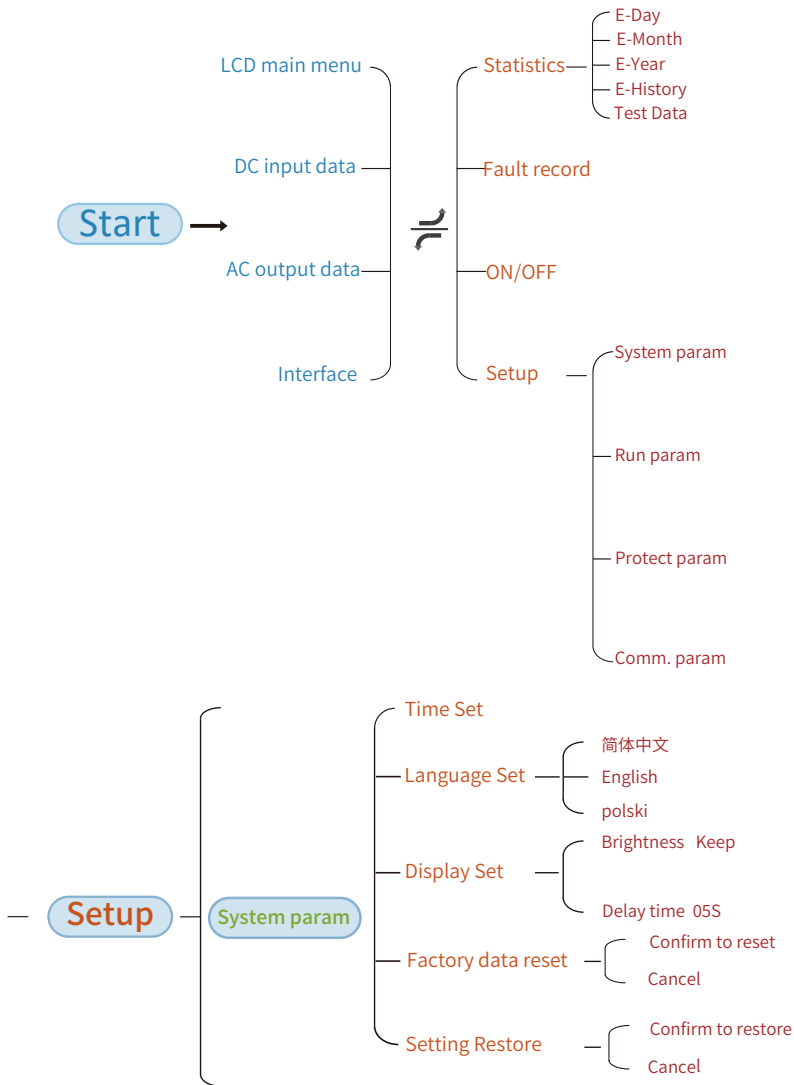 Start
LCD main menu
DC input data
AC output data
Interface
Statistics
E-Day
E-Month
E-Year
E-History
Test Data
Fault record
ON/OFF
Setup
System param
Run param
Protect param
Comm. param
Setup
System param
Time Set
Language Set
简体中文
English
polski
Display Set
Brightness Keep
Delay time 05S
Factory data reset
Confirm to reset
Cancel
Setting Restore
Confirm to restore
Cancel